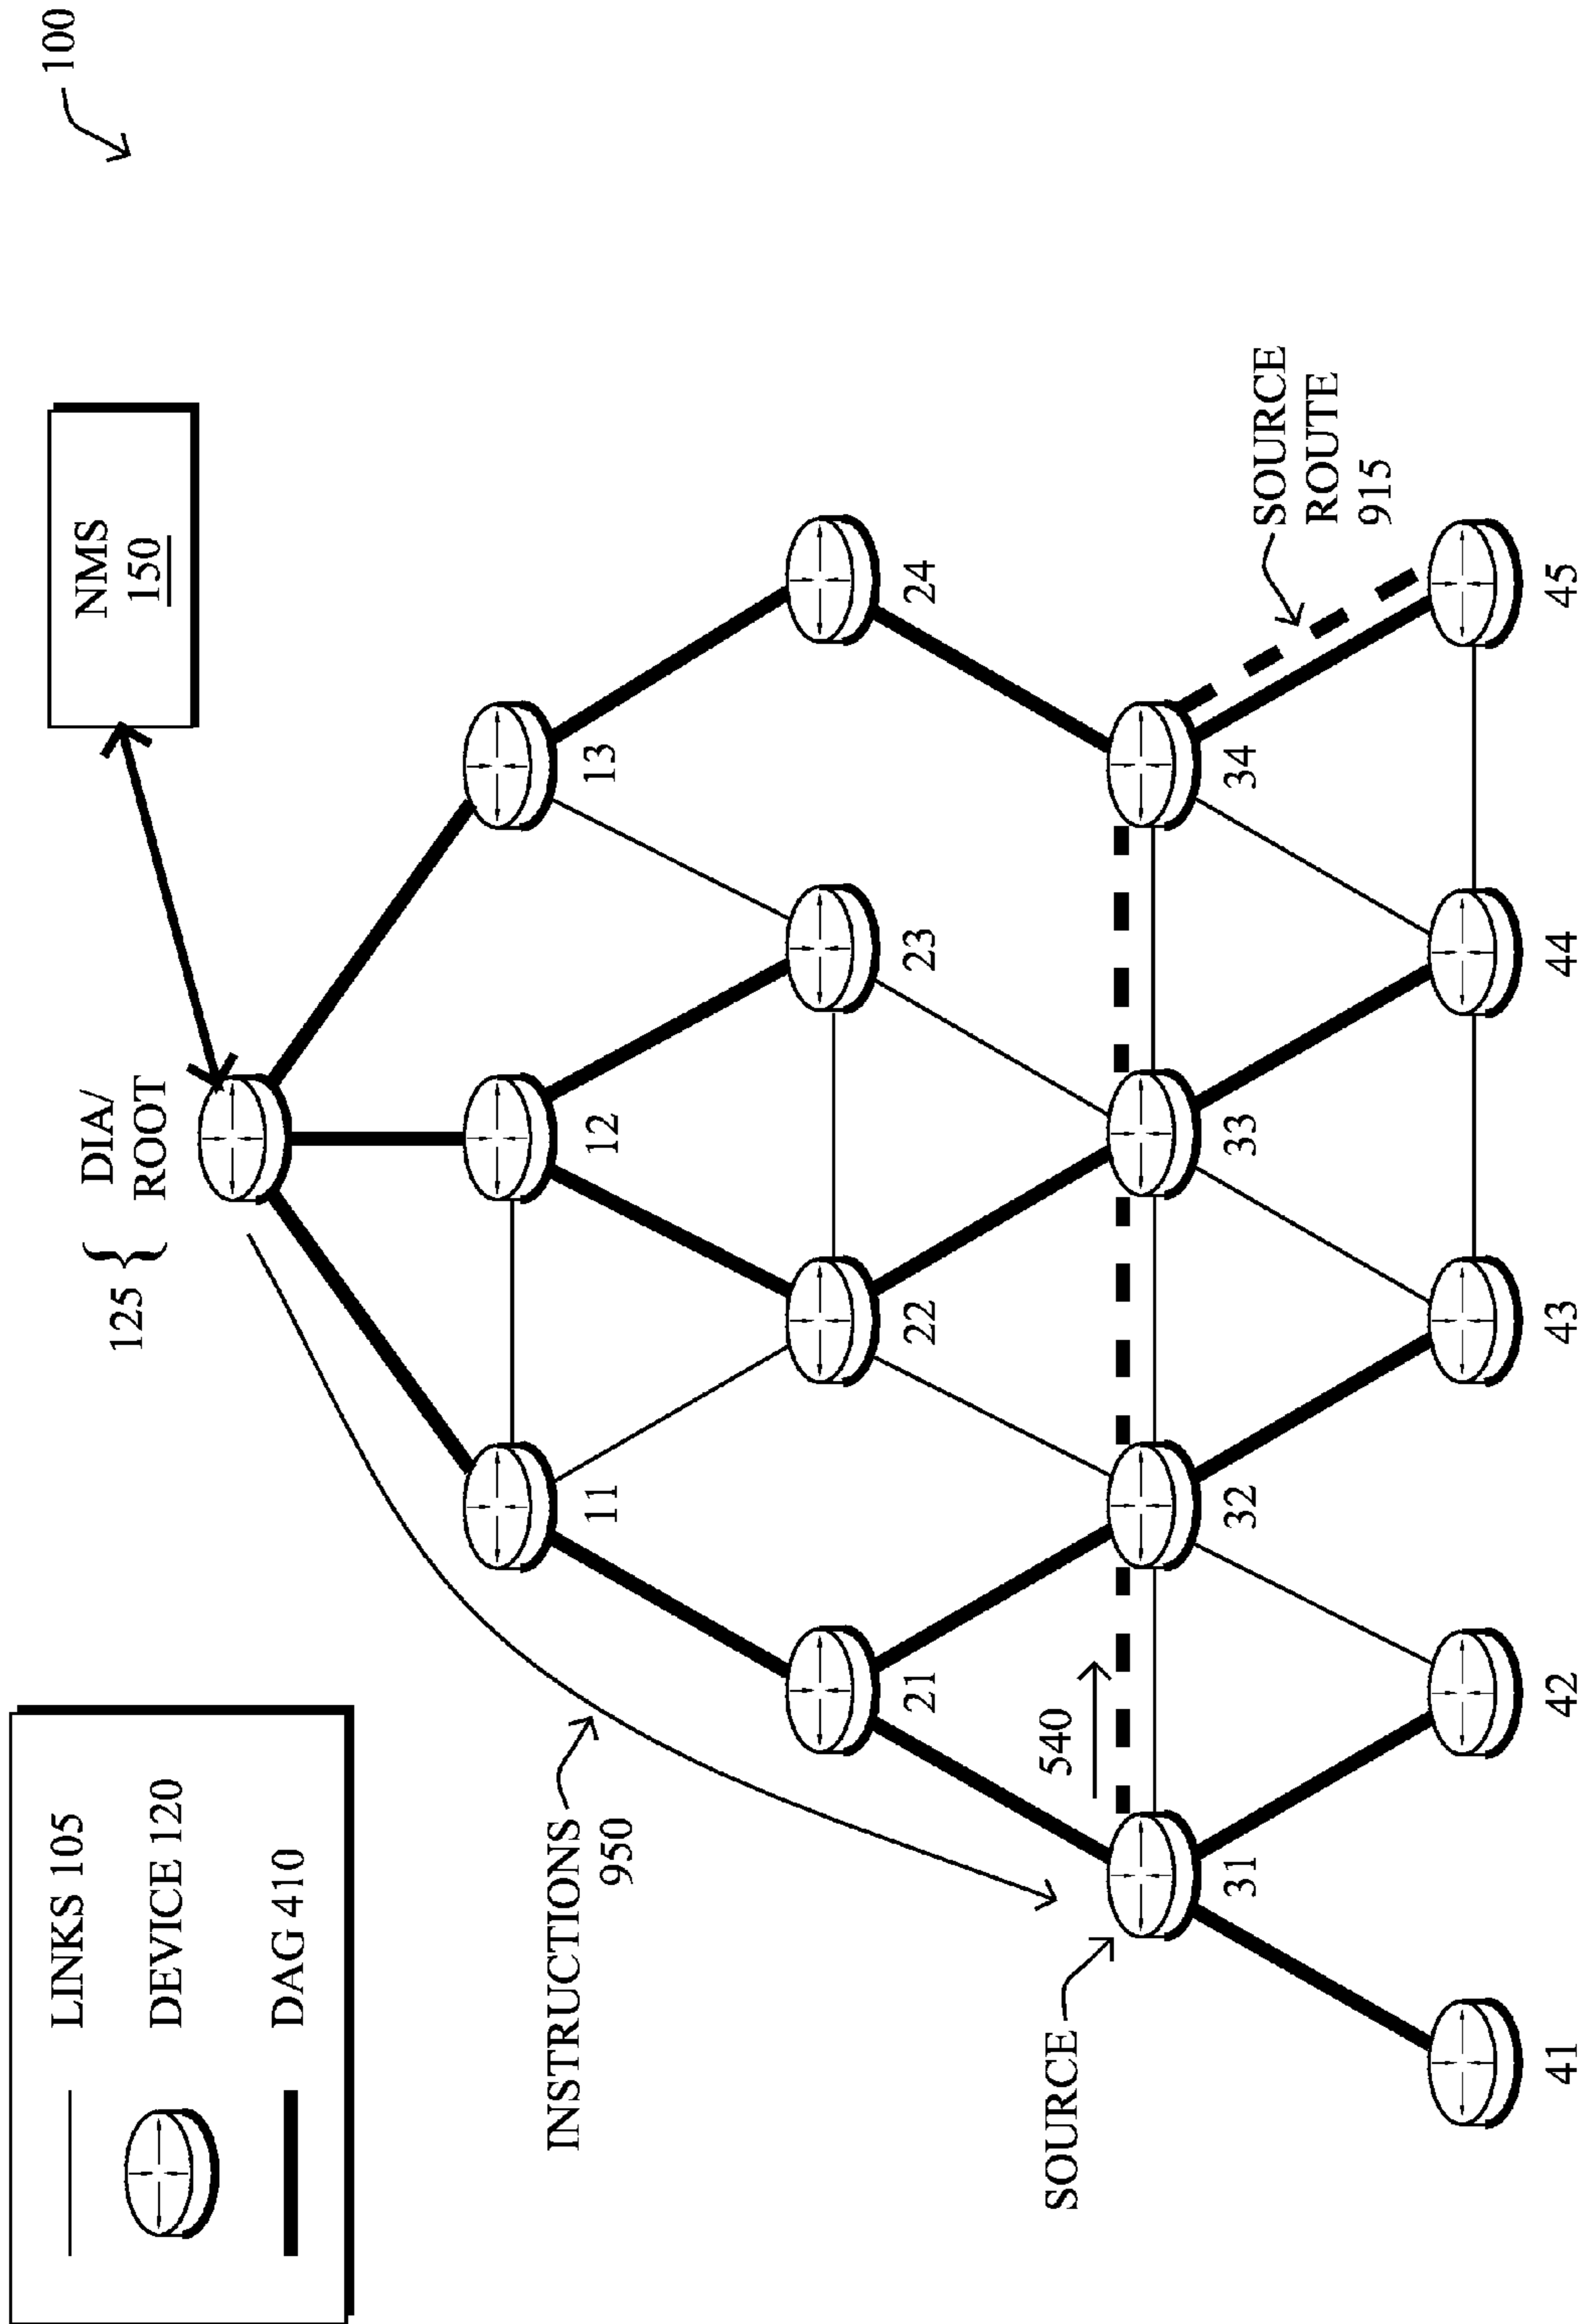 100
LINKS 105
DEVICE 120
DAG 410
NMS
150
125
DIA/
ROOT
11
12
13
INSTRUCTIONS
950
21
22
23
24
540
SOURCE
31
32
33
34
SOURCE
ROUTE
915
41
42
43
44
45